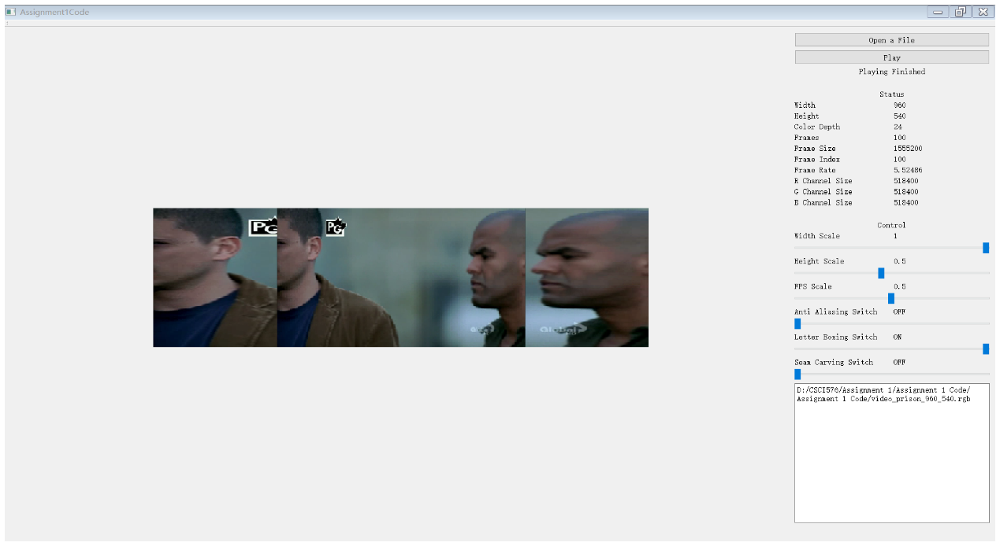 Assignment1Code
Open a File
Play
Playing Finished
Status
Width 960
Height 540
Color Depth 24
Frames 100
Frame Size 1555200
Frame Index 100
Frame Rate 5.52486
R Channel Size 518400
G Channel Size 518400
B Channel Size 518400
Control
Width Scale 1
Height Scale 0.5
FPS Scale 0.5
Anti Aliasing Switch OFF
Letter Boxing Switch ON
Seam Carving Switch OFF
D:/CSCI576/Assignment 1/Assignment 1 Code/
Assignment 1 Code/video_prison_960_540.rgb
PG
PG
Global